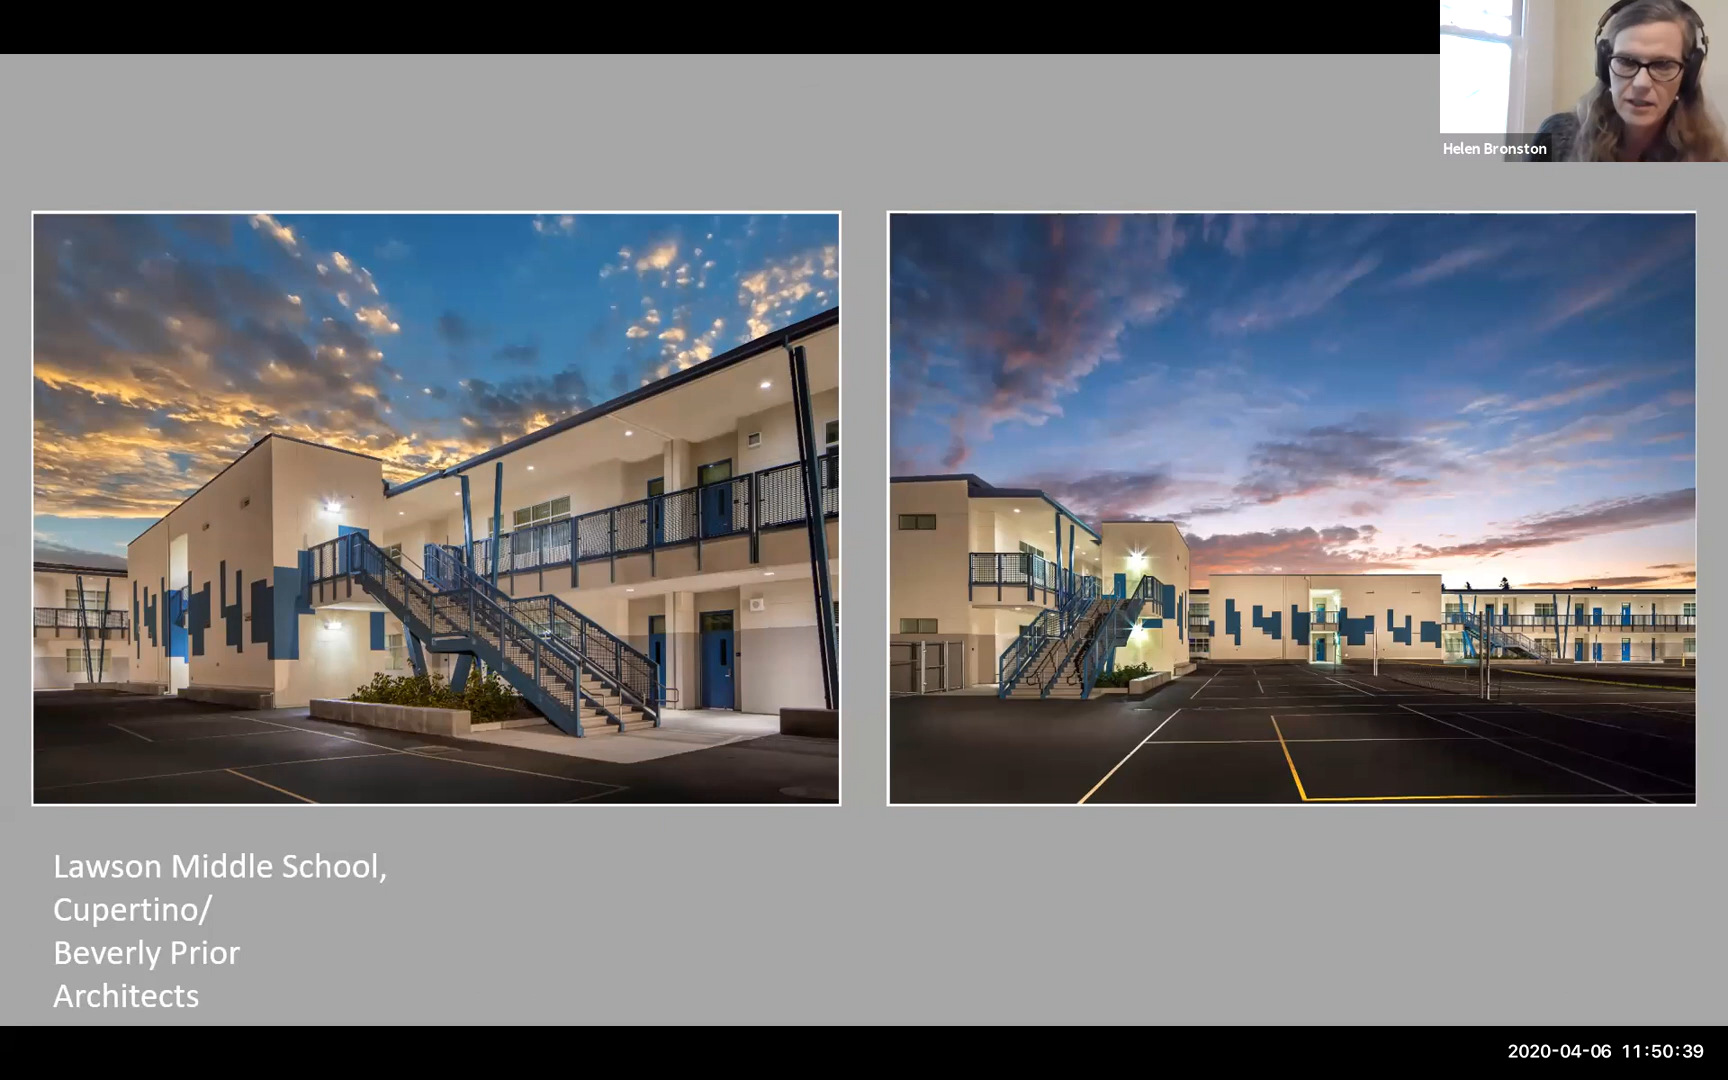 Helen Bronston
Lawson Middle School,
Cupertino/
Beverly Prior
Architects
2020-04-06 11:50:39